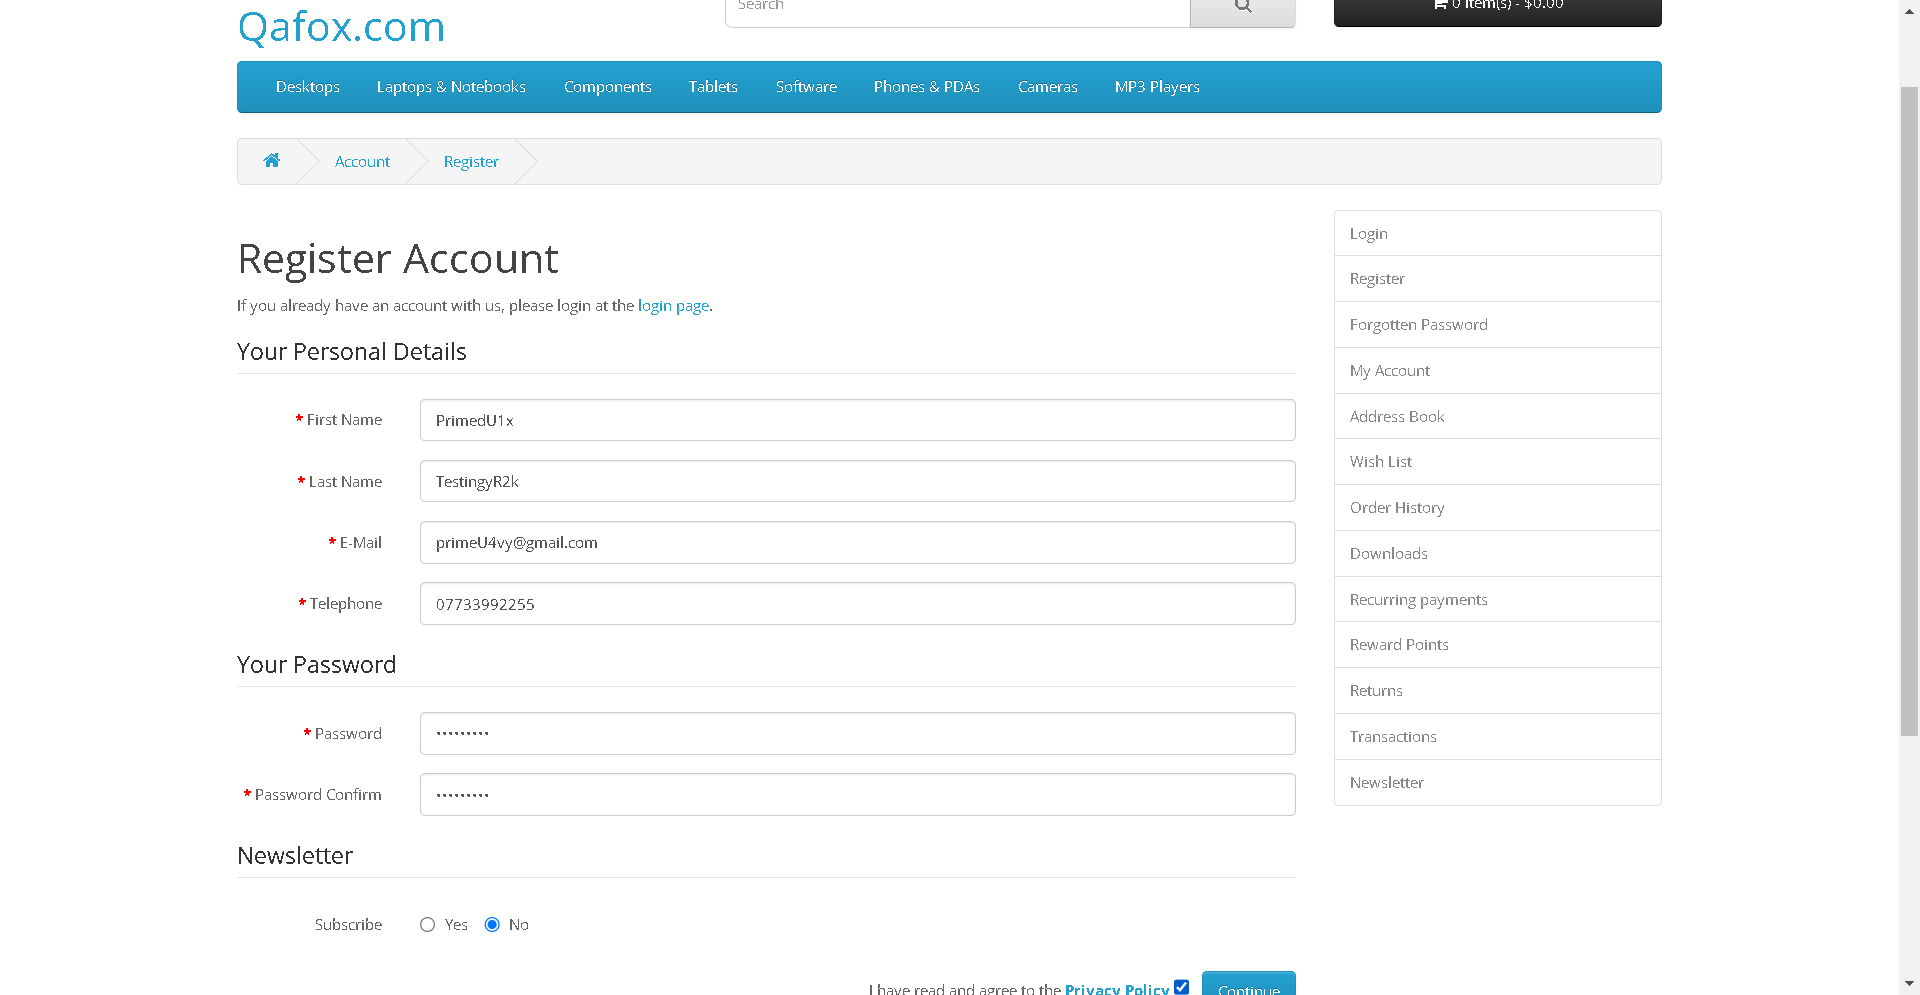 Qafox.com
Search
0 item(s) - $0.00
Desktops Laptops & Notebooks Components Tablets Software Phones & PDAs Cameras MP3 Players
Account Register
Register Account
If you already have an account with us, please login at the login page.
Your Personal Details
* First Name PrimedU1x
* Last Name TestingyR2k
* E-Mail primeU4vy@gmail.com
* Telephone 07733992255
Your Password
* Password •••••••••
* Password Confirm •••••••••
Newsletter
Subscribe Yes No
I have read and agree to the Privacy Policy Continue
Login
Register
Forgotten Password
My Account
Address Book
Wish List
Order History
Downloads
Recurring payments
Reward Points
Returns
Transactions
Newsletter